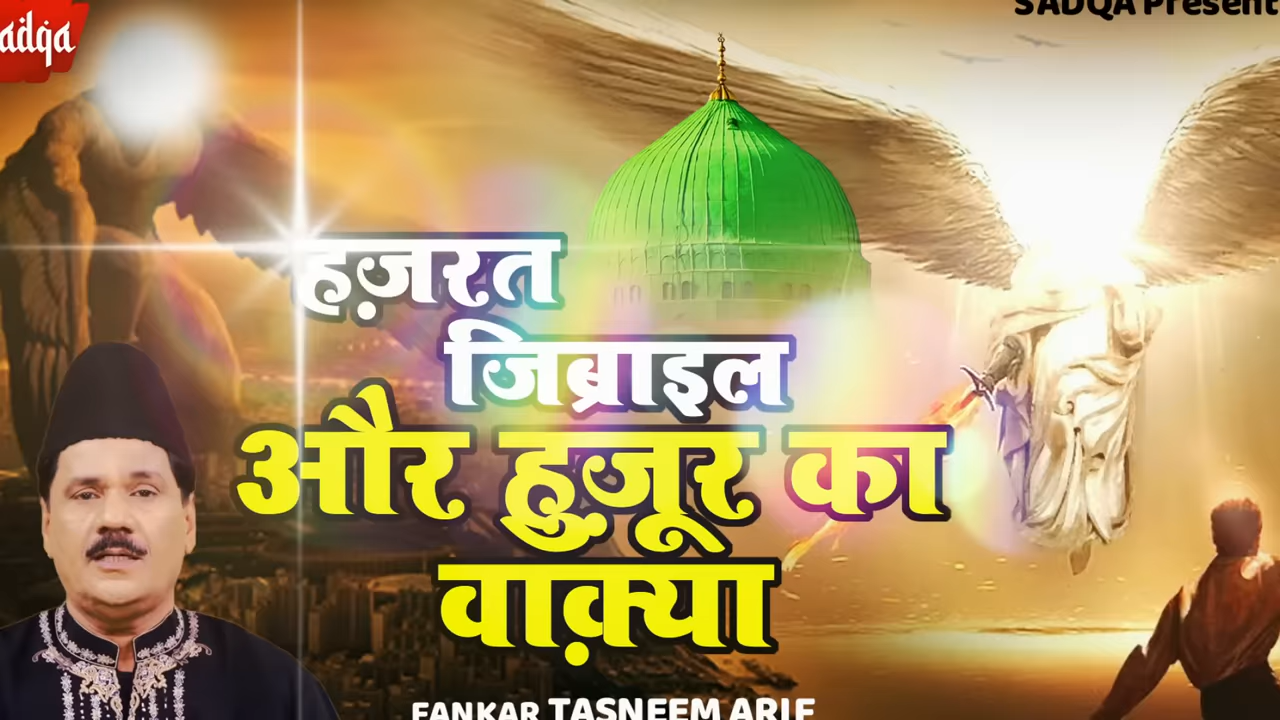 SADQA Present
adqa
हज़रत
जिब्राइल
और हुजूर का
वाक़्या
FANKAR TASNEEM ARIF